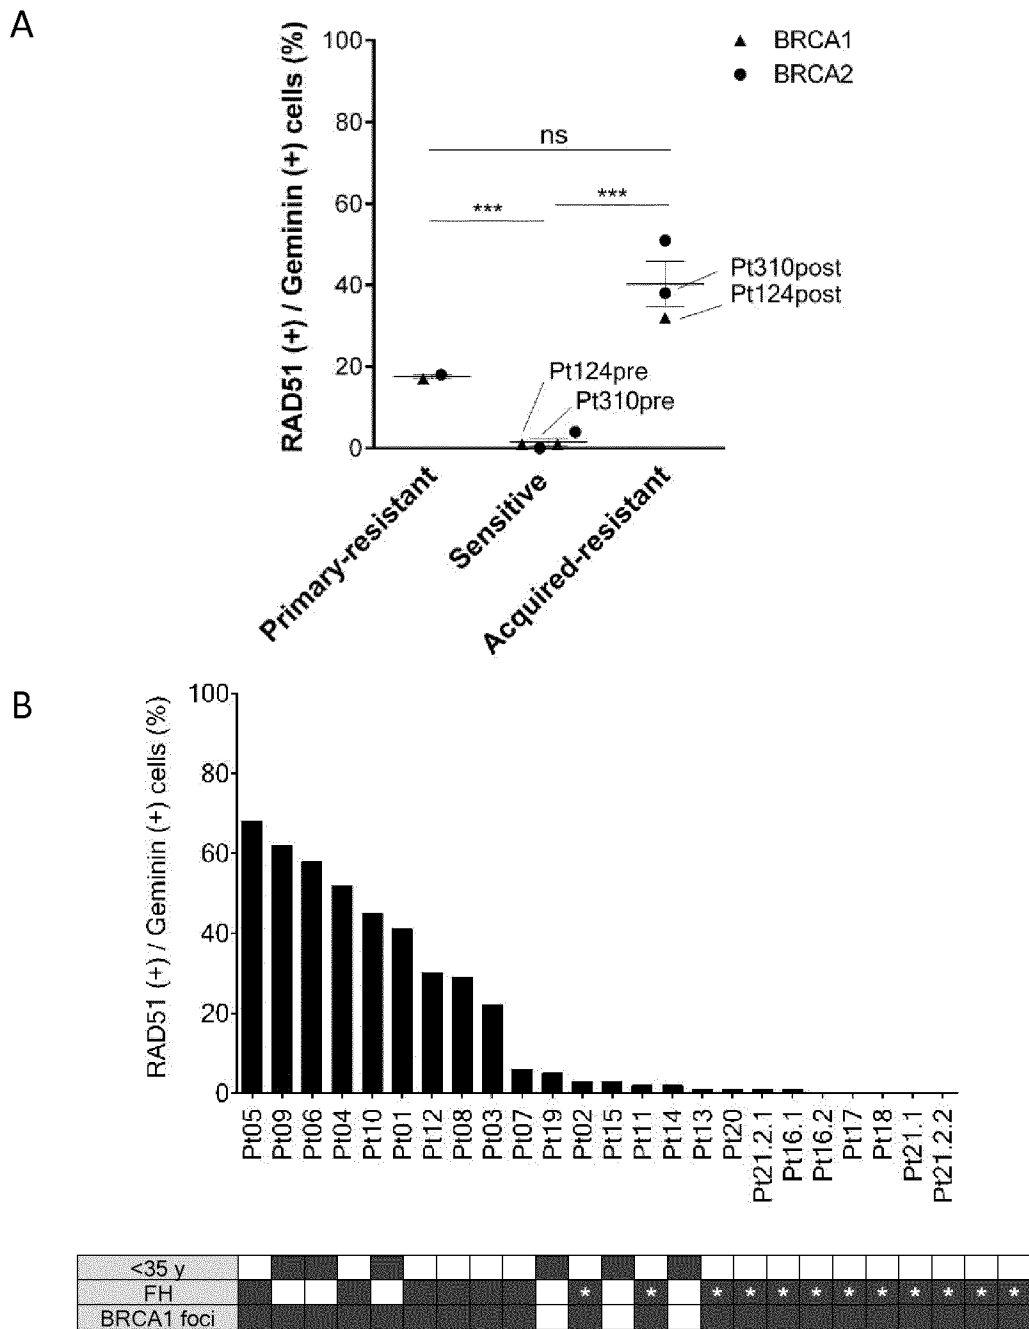 A
RAD51 (+) / Geminin (+) cells (%)
100
80
60
40
20
0
▲ BRCA1
● BRCA2
ns
***
***
Pt310post
Pt124post
Pt124pre
Pt310pre
Primary-resistant
Sensitive
Acquired-resistant
B
RAD51 (+) / Geminin (+) cells (%)
100
80
60
40
20
0
Pt05 Pt09 Pt06 Pt04 Pt10 Pt01 Pt12 Pt08 Pt03 Pt07 Pt19 Pt02 Pt15 Pt11 Pt14 Pt13 Pt20 Pt21.2.1 Pt16.1 Pt16.2 Pt17 Pt18 Pt21.1 Pt21.2.2
<35 y
FH * * * * * * * * * * * *
BRCA1 foci